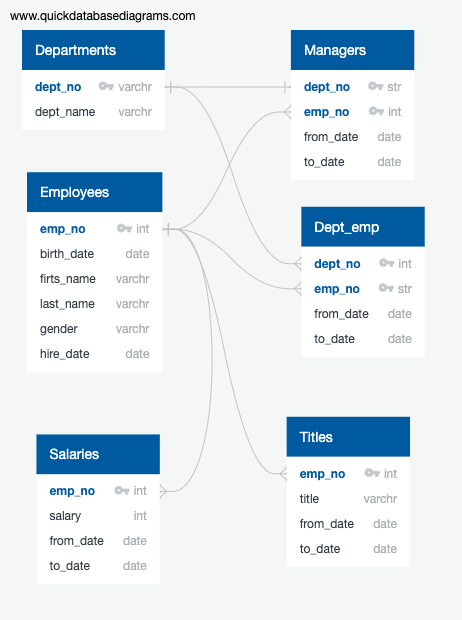 www.quickdatabasediagrams.com
Departments
dept_no varchr
dept_name varchr
Managers
dept_no str
emp_no int
from_date date
to_date date
Employees
emp_no int
birth_date date
firts_name varchr
last_name varchr
gender varchr
hire_date date
Dept_emp
dept_no int
emp_no str
from_date date
to_date date
Salaries
emp_no int
salary int
from_date date
to_date date
Titles
emp_no int
title varchr
from_date date
to_date date